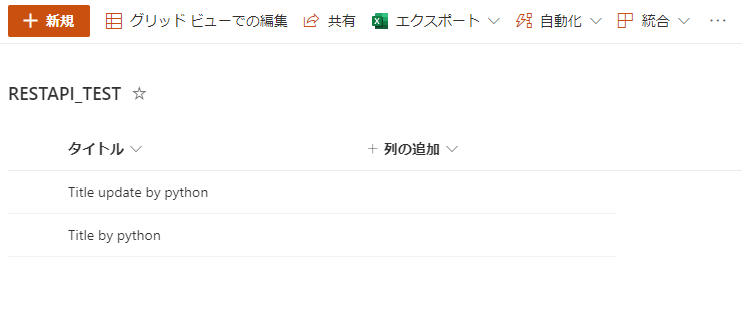 新規 グリッド ビューでの編集 共有 エクスポート 自動化 統合 ···
RESTAPI_TEST
タイトル + 列の追加
Title update by python
Title by python